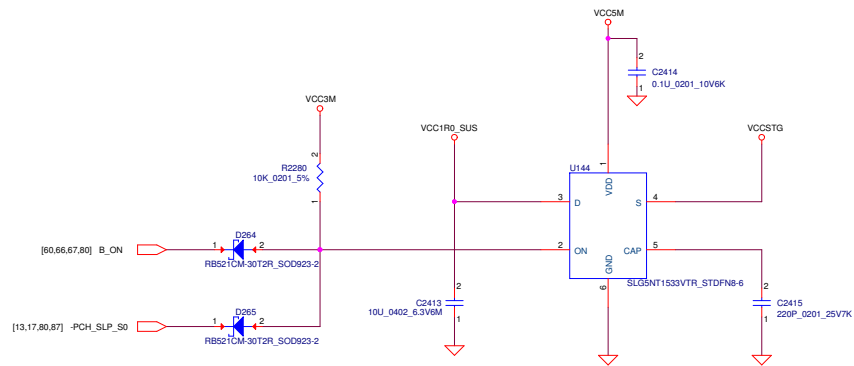 VCC5M
2
C2414
0.1U_0201_10V6K
1
VCC3M
VCC1R0_SUS
VCCSTG
2
R2280
10K_0201_5%
1
U144
1
VDD
3
D
S
4
D264
[60,66,67,80] B_ON
1
2
RB521CM-30T2R_SOD923-2
2
ON
CAP
5
GND
6
SLG5NT1533VTR_STDFN8-6
2
C2413
10U_0402_6.3V6M
1
2
C2415
220P_0201_25V7K
1
D265
[13,17,80,87] -PCH_SLP_S0
1
2
RB521CM-30T2R_SOD923-2